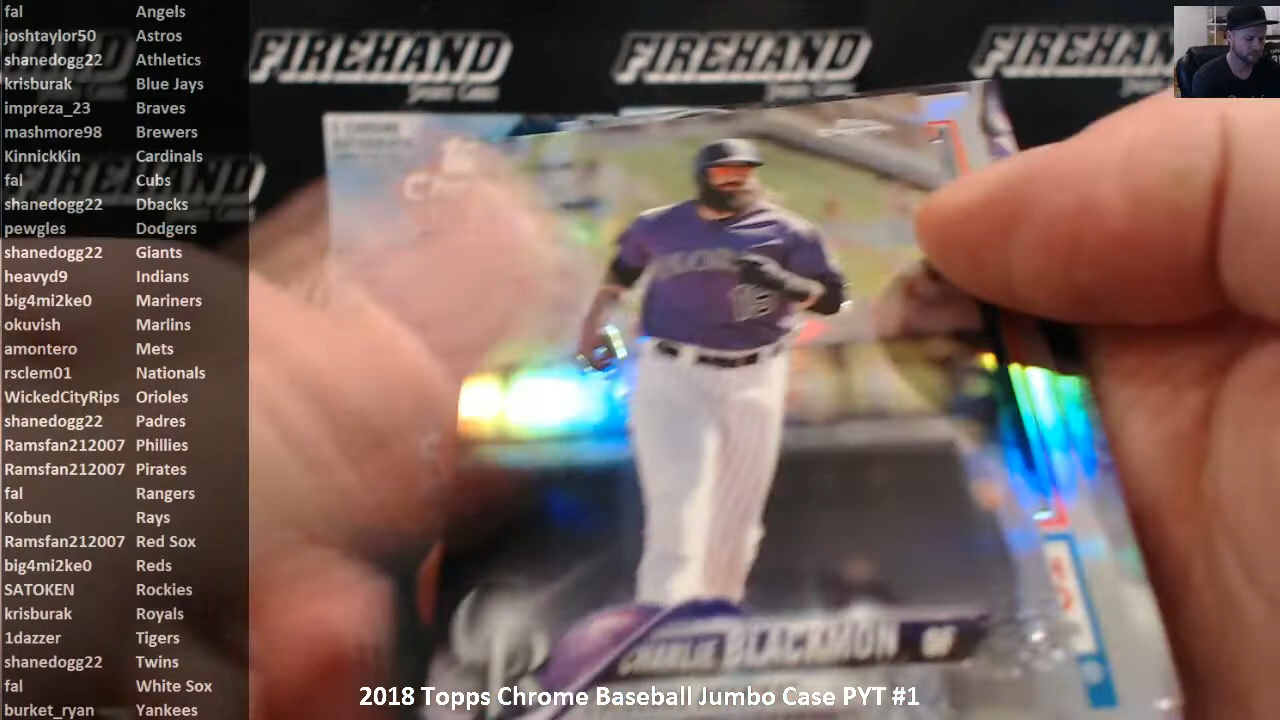 fal Angels
joshtaylor50 Astros
shanedogg22 Athletics
krisburak Blue Jays
impreza_23 Braves
mashmore98 Brewers
KinnickKin Cardinals
fal Cubs
shanedogg22 Dbacks
pewgles Dodgers
shanedogg22 Giants
heavyd9 Indians
big4mi2ke0 Mariners
okuvish Marlins
amontero Mets
rsclem01 Nationals
WickedCityRips Orioles
shanedogg22 Padres
Ramsfan212007 Phillies
Ramsfan212007 Pirates
fal Rangers
Kobun Rays
Ramsfan212007 Red Sox
big4mi2ke0 Reds
SATOKEN Rockies
krisburak Royals
1dazzer Tigers
shanedogg22 Twins
fal White Sox
burket_ryan Yankees
FIREHAND FIREHAND FIREHAND
FIREHAND
CHARLIE BLACKMON OF
2018 Topps Chrome Baseball Jumbo Case PYT #1